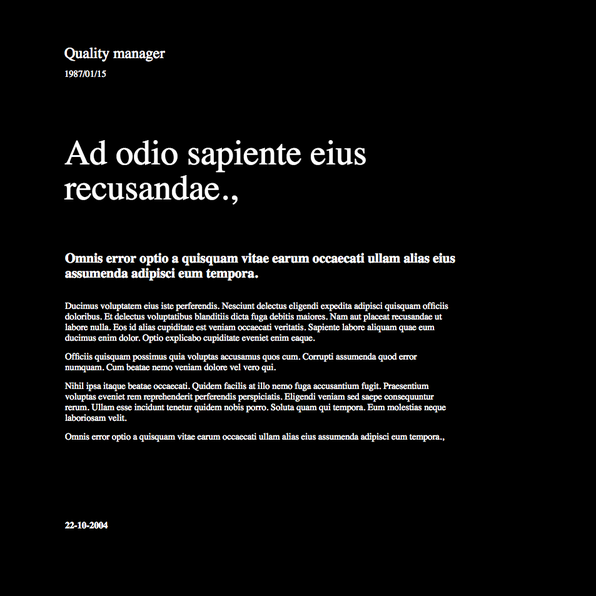 Quality manager
1987/01/15
Ad odio sapiente eius
recusandae.,
Omnis error optio a quisquam vitae earum occaecati ullam alias eius
assumenda adipisci eum tempora.
Ducimus voluptatem eius iste perferendis. Nesciunt delectus eligendi expedita adipisci quisquam officiis
doloribus. Et delectus voluptatibus blanditiis dicta fuga debitis maiores. Nam aut placeat recusandae ut
labore nulla. Eos id alias cupiditate est veniam occaecati veritatis. Sapiente labore aliquam quae eum
ducimus enim dolor. Optio explicabo cupiditate eveniet enim eaque.
Officiis quisquam possimus quia voluptas accusamus quos cum. Corrupti assumenda quod error
numquam. Cum beatae nemo veniam dolore vel vero qui.
Nihil ipsa itaque beatae occaecati. Quidem facilis at illo nemo fuga accusantium fugit. Praesentium
voluptas eveniet rem reprehenderit perferendis perspiciatis. Eligendi veniam sed saepe consequuntur
rerum. Ullam esse incidunt tenetur quidem nobis porro. Soluta quam qui tempora. Eum molestias neque
laboriosam velit.
Omnis error optio a quisquam vitae earum occaecati ullam alias eius assumenda adipisci eum tempora.,
22-10-2004